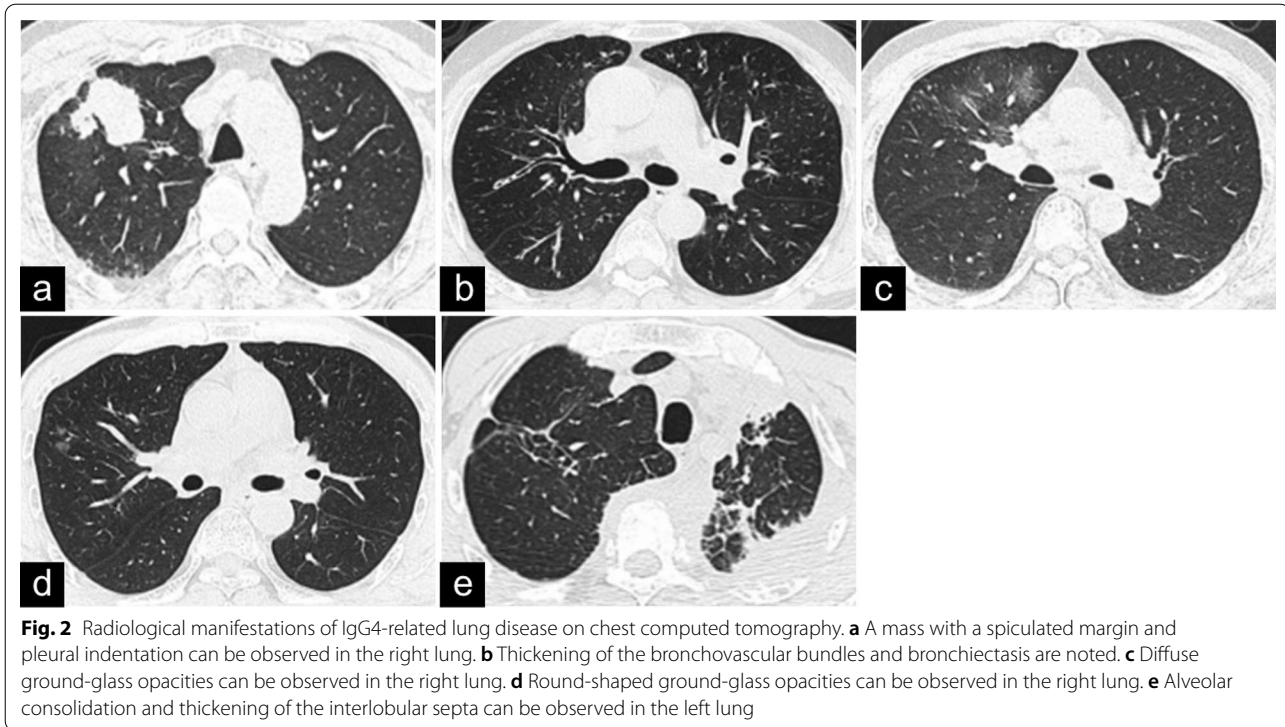 a
b
c
d
e
Fig. 2 Radiological manifestations of IgG4-related lung disease on chest computed tomography. a A mass with a spiculated margin and
pleural indentation can be observed in the right lung. b Thickening of the bronchovascular bundles and bronchiectasis are noted. c Diffuse
ground-glass opacities can be observed in the right lung. d Round-shaped ground-glass opacities can be observed in the right lung. e Alveolar
consolidation and thickening of the interlobular septa can be observed in the left lung